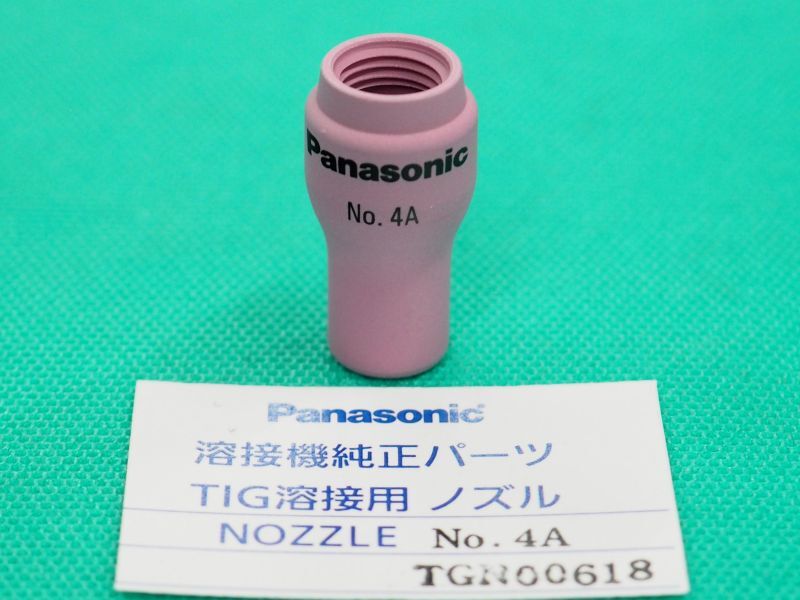 Panasonic
No. 4A
Panasonic
溶接機純正パーツ
TIG溶接用 ノズル
NOZZLE No. 4A
TGN00618